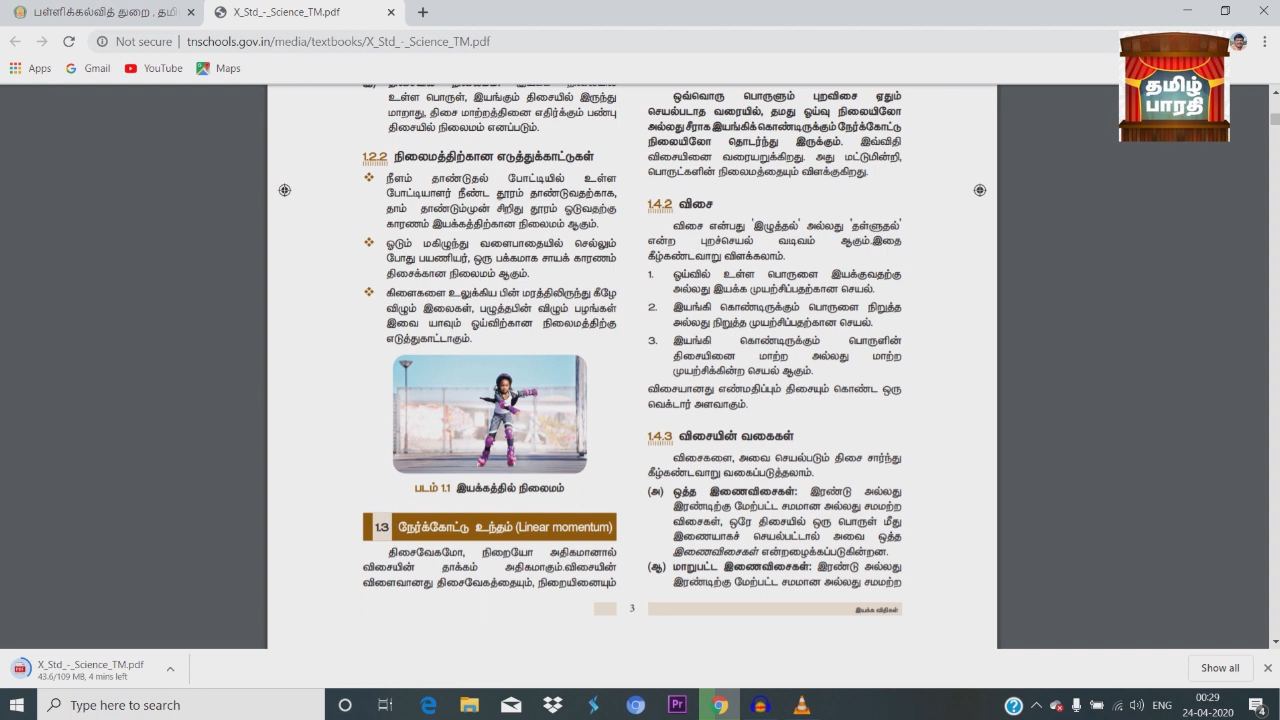 பள்ளிக்கல்வித் துறை , தமி
X_Std_-_Science_TM.pdf
Not secure | tnschools.gov.in/media/textbooks/X_Std_-_Science_TM.pdf
Apps Gmail YouTube Maps
தமிழ்
பாரதி
உள்ள பொருள், இயங்கும் திசையில் இருந்து
மாறாது, திசை மாற்றத்தினை எதிர்க்கும் பண்பு
திசையில் நிலைமம் எனப்படும்.
1.2.2 நிலைமத்திற்கான எடுத்துக்காட்டுகள்
❖ நீளம் தாண்டுதல் போட்டியில் உள்ள
போட்டியாளர் நீண்ட தூரம் தாண்டுவதற்காக,
தாம் தாண்டும்முன் சிறிது தூரம் ஓடுவதற்கு
காரணம் இயக்கத்திற்கான நிலைமம் ஆகும்.
❖ ஓடும் மகிழுந்து வளைபாதையில் செல்லும்
போது பயணியர், ஒரு பக்கமாக சாயக் காரணம்
திசைக்கான நிலைமம் ஆகும்.
❖ கிளைகளை உலுக்கிய பின் மரத்திலிருந்து கீழே
விழும் இலைகள், பழுத்தபின் விழும் பழங்கள்
இவை யாவும் ஓய்விற்கான நிலைமத்திற்கு
எடுத்துகாட்டாகும்.
படம் 1.1 இயக்கத்தில் நிலைமம்
1.3 நேர்க்கோட்டு உந்தம் (Linear momentum)
திசைவேகமோ, நிறையோ அதிகமானால்
விசையின் தாக்கம் அதிகமாகும்.விசையின்
விளைவானது திசைவேகத்தையும், நிறையினையும்
ஒவ்வொரு பொருளும் புறவிசை ஏதும்
செயல்படாத வரையில், தமது ஓய்வு நிலையிலோ
அல்லது சீராக இயங்கிக் கொண்டிருக்கும் நேர்க்கோட்டு
நிலையிலோ தொடர்ந்து இருக்கும். இவ்விதி
விசையினை வரையறுக்கிறது. அது மட்டுமின்றி,
பொருட்களின் நிலைமத்தையும் விளக்குகிறது.
1.4.2 விசை
விசை என்பது 'இழுத்தல்' அல்லது 'தள்ளுதல்'
என்ற புறச்செயல் வடிவம் ஆகும்.இதை
கீழ்கண்டவாறு விளக்கலாம்.
1. ஓய்வில் உள்ள பொருளை இயக்குவதற்கு
அல்லது இயக்க முயற்சிப்பதற்கான செயல்.
2. இயங்கி கொண்டிருக்கும் பொருளை நிறுத்த
அல்லது நிறுத்த முயற்சிப்பதற்கான செயல்.
3. இயங்கி கொண்டிருக்கும் பொருளின்
திசையினை மாற்ற அல்லது மாற்ற
முயற்சிக்கின்ற செயல் ஆகும்.
விசையானது எண்மதிப்பும் திசையும் கொண்ட ஒரு
வெக்டார் அளவாகும்.
1.4.3 விசையின் வகைகள்
விசைகளை, அவை செயல்படும் திசை சார்ந்து
கீழ்கண்டவாறு வகைப்படுத்தலாம்.
(அ) ஒத்த இணைவிசைகள்: இரண்டு அல்லது
இரண்டிற்கு மேற்பட்ட சமமான அல்லது சமமற்ற
விசைகள், ஒரே திசையில் ஒரு பொருள் மீது
இணையாகச் செயல்பட்டால் அவை ஒத்த
இணைவிசைகள் என்றழைக்கப்படுகின்றன.
(ஆ) மாறுபட்ட இணைவிசைகள்: இரண்டு அல்லது
இரண்டிற்கு மேற்பட்ட சமமான அல்லது சமமற்ற
3
இயக்க விதிகள்
X_Std_-_Science_TM.pdf
43.6/109 MB, 4 mins left
Show all
Type here to search
ENG
00:29
24-04-2020
4